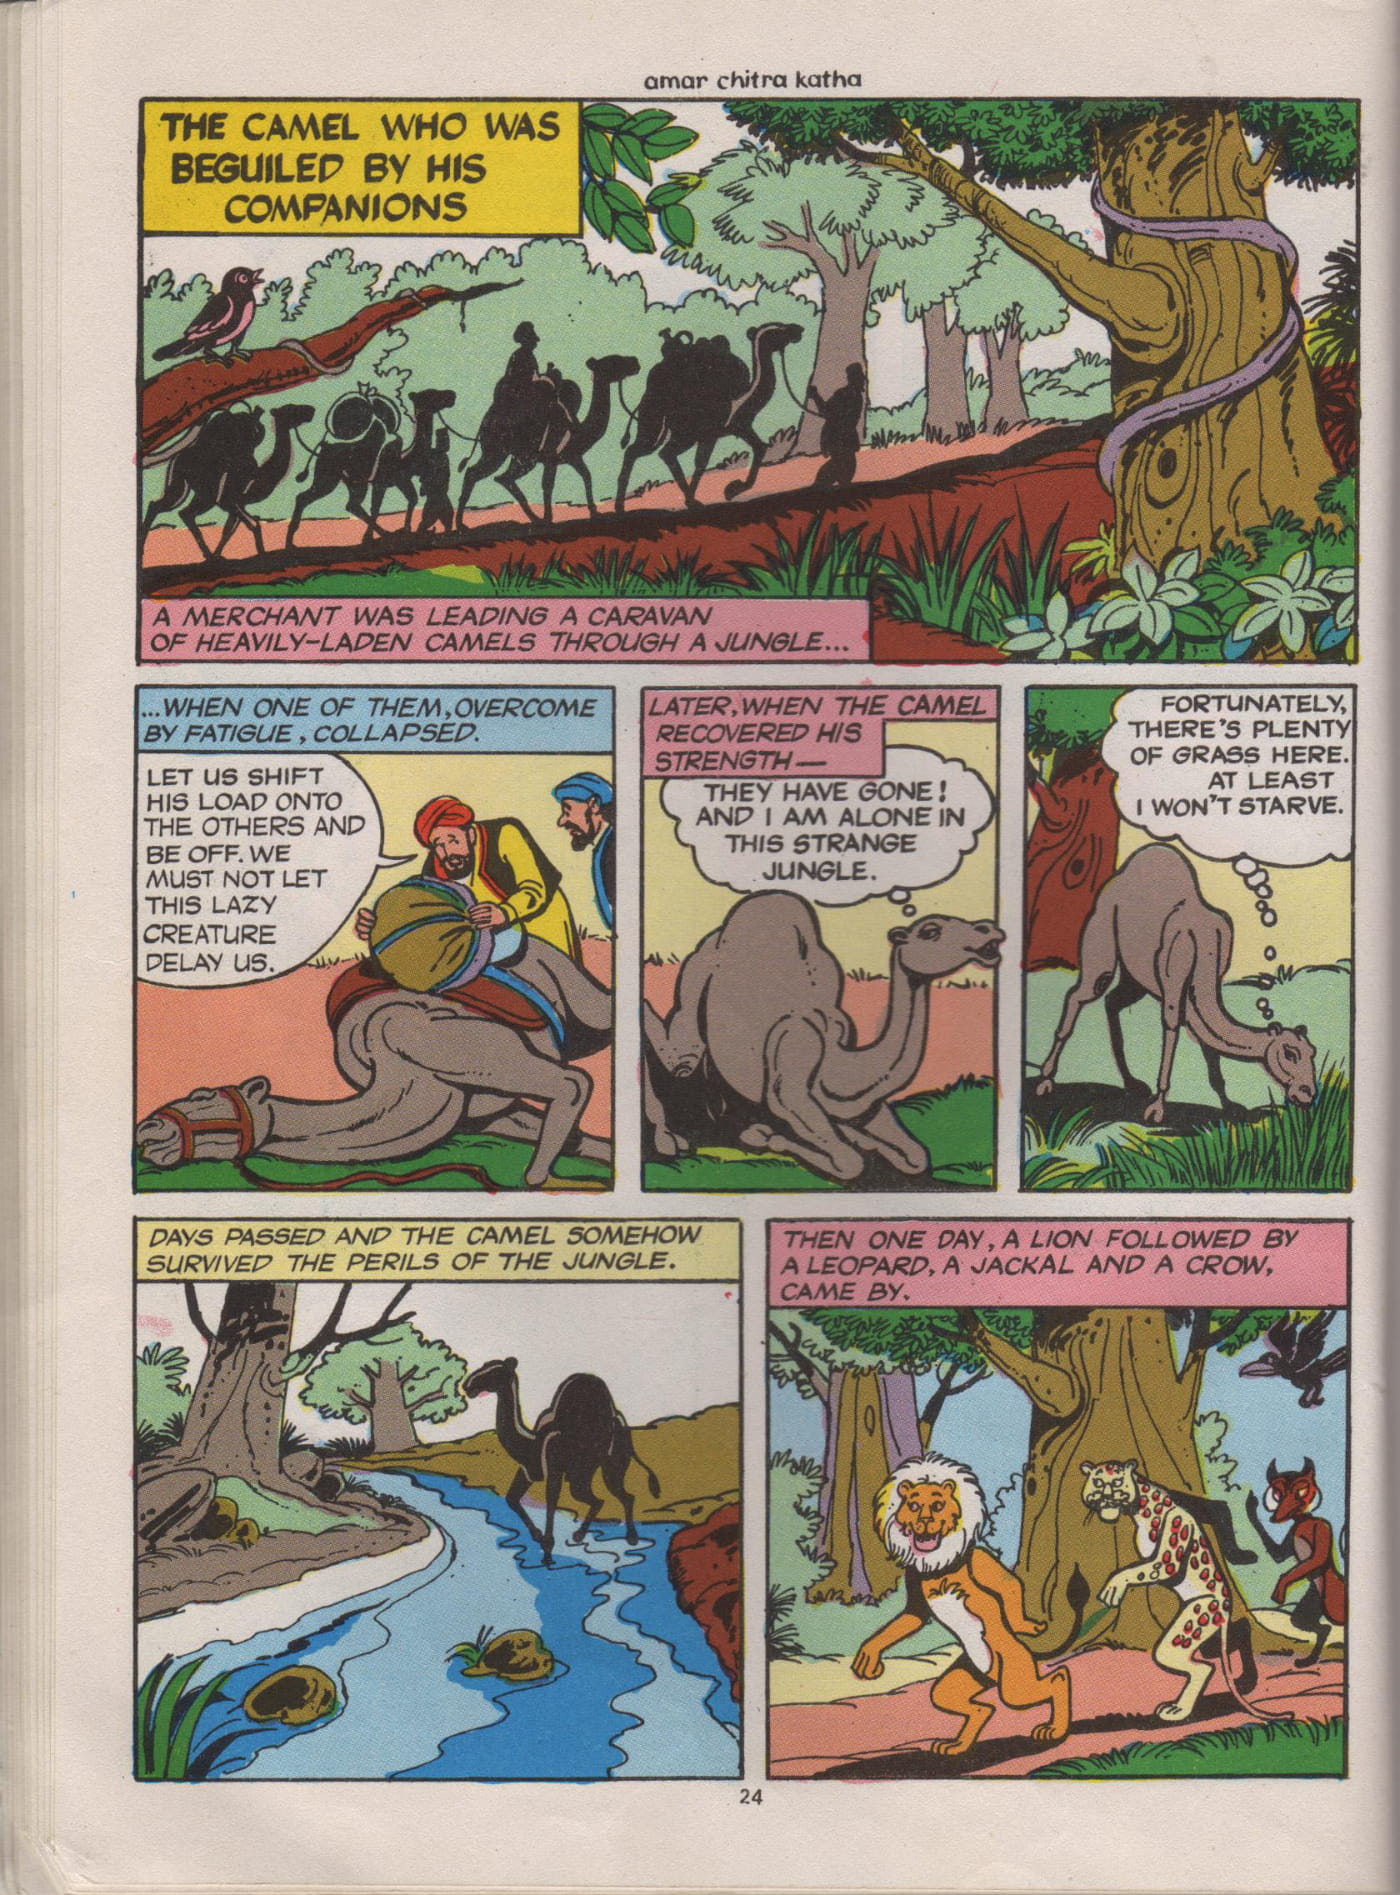 amar chitra katha
THE CAMEL WHO WAS
BEGUILED BY HIS
COMPANIONS
A MERCHANT WAS LEADING A CARAVAN
OF HEAVILY-LADEN CAMELS THROUGH A JUNGLE...
...WHEN ONE OF THEM, OVERCOME
BY FATIGUE, COLLAPSED.
LET US SHIFT
HIS LOAD ONTO
THE OTHERS AND
BE OFF. WE
MUST NOT LET
THIS LAZY
CREATURE
DELAY US.
LATER, WHEN THE CAMEL
RECOVERED HIS
STRENGTH—
THEY HAVE GONE!
AND I AM ALONE IN
THIS STRANGE
JUNGLE.
FORTUNATELY,
THERE'S PLENTY
OF GRASS HERE.
AT LEAST
I WON'T STARVE.
DAYS PASSED AND THE CAMEL SOMEHOW
SURVIVED THE PERILS OF THE JUNGLE.
THEN ONE DAY, A LION FOLLOWED BY
A LEOPARD, A JACKAL AND A CROW,
CAME BY.
24